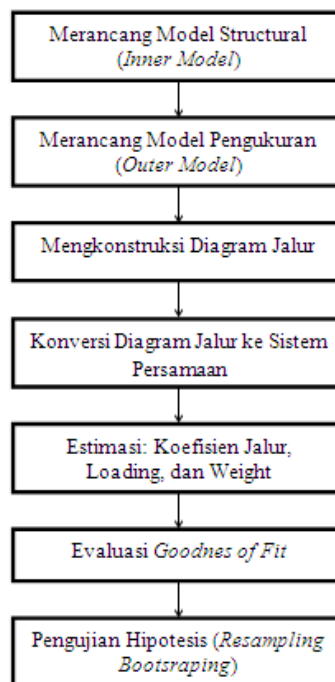 Merancang Model Structural
(Inner Model)
Merancang Model Pengukuran
(Outer Model)
Mengkonstruksi Diagram Jalur
Konversi Diagram Jalur ke Sistem
Persamaan
Estimasi: Koefisien Jalur,
Loading, dan Weight
Evaluasi Goodnes of Fit
Pengujian Hipotesis (Resampling
Bootsraping)